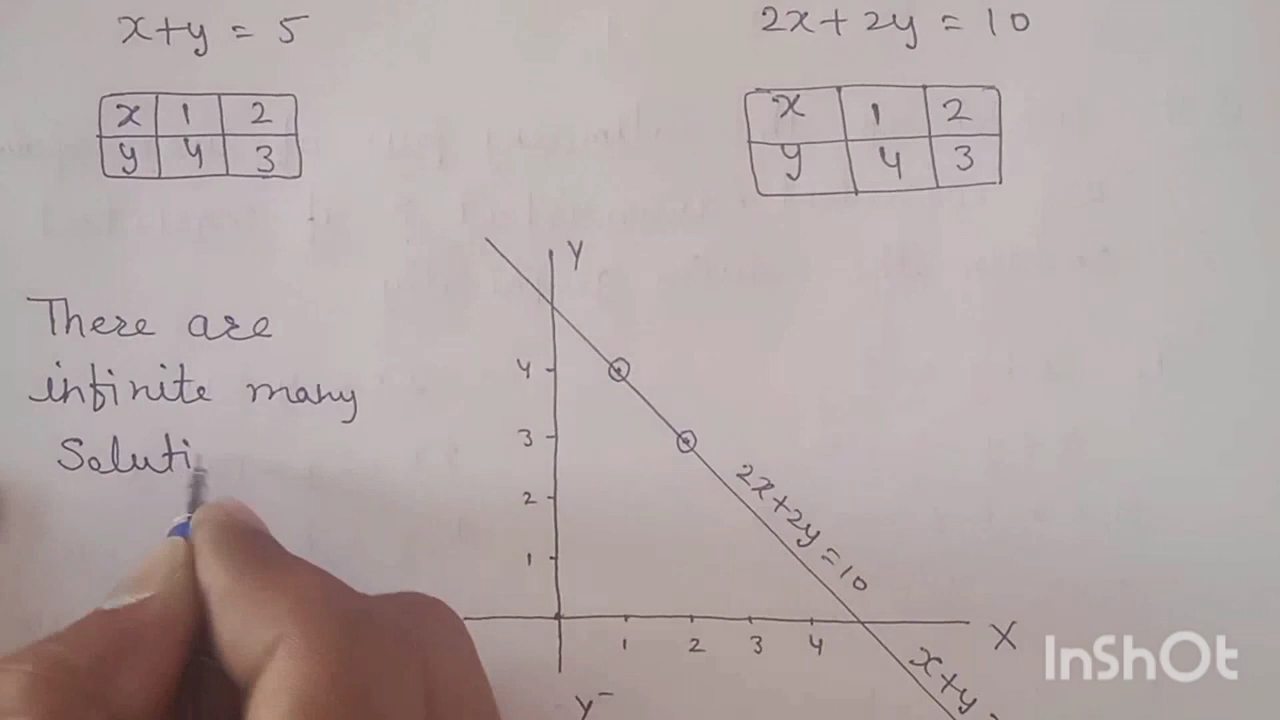 x+y = 5
2x+2y = 10
x 1 2
y 4 3
x 1 2
y 4 3
There are
infinite many
Soluti
Y
4
3
2
1
2x+2y=10
1 2 3 4
X
x+y
Y-
InShOt